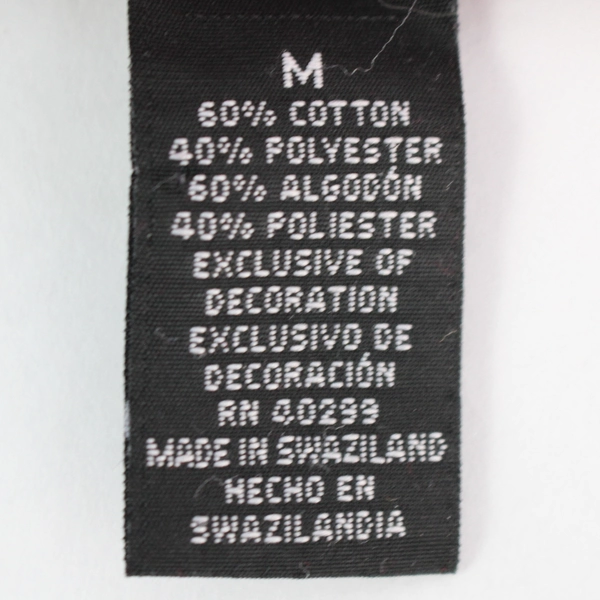 M
60% COTTON
40% POLYESTER
60% ALGODÓN
40% POLIESTER
EXCLUSIVE OF
DECORATION
EXCLUSIVO DE
DECORACIÓN
RN 40299
MADE IN SWAZILAND
HECHO EN
SWAZILANDIA